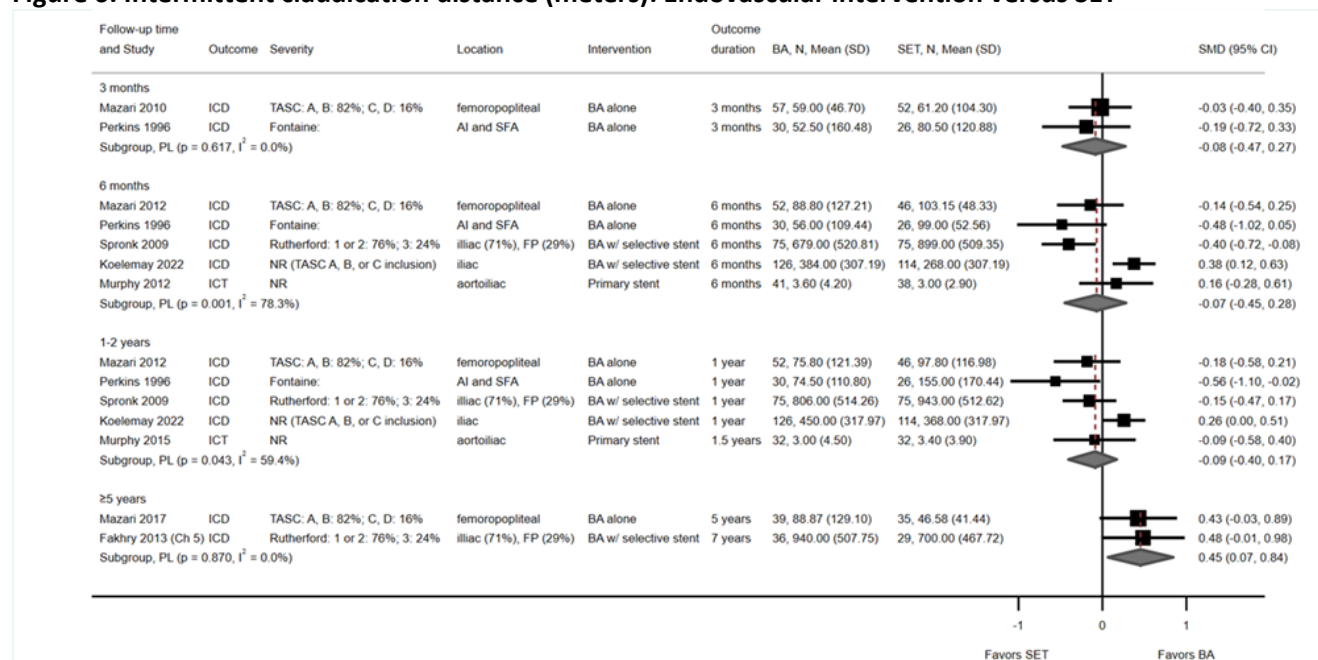 Figure 6. Intermittent claudication distance (meters): Endovascular intervention versus SET
Follow-up time Outcome
and Study Outcome Severity Location Intervention duration BA, N, Mean (SD) SET, N, Mean (SD) SMD (95% CI)
3 months
Mazari 2010 ICD TASC: A, B: 82%; C, D: 16% femoropopliteal BA alone 3 months 57, 59.00 (46.70) 52, 61.20 (104.30) -0.03 (-0.40, 0.35)
Perkins 1996 ICD Fontaine: AI and SFA BA alone 3 months 30, 52.50 (160.48) 26, 80.50 (120.88) -0.19 (-0.72, 0.33)
Subgroup, PL (p = 0.617, I² = 0.0%) -0.08 (-0.47, 0.27)
6 months
Mazari 2012 ICD TASC: A, B: 82%; C, D: 16% femoropopliteal BA alone 6 months 52, 88.80 (127.21) 46, 103.15 (48.33) -0.14 (-0.54, 0.25)
Perkins 1996 ICD Fontaine: AI and SFA BA alone 6 months 30, 56.00 (109.44) 26, 99.00 (52.56) -0.48 (-1.02, 0.05)
Spronk 2009 ICD Rutherford: 1 or 2: 76%; 3: 24% illiac (71%), FP (29%) BA w/ selective stent 6 months 75, 679.00 (520.81) 75, 899.00 (509.35) -0.40 (-0.72, -0.08)
Koelemay 2022 ICD NR (TASC A, B, or C inclusion) iliac BA w/ selective stent 6 months 126, 384.00 (307.19) 114, 268.00 (307.19) 0.38 (0.12, 0.63)
Murphy 2012 ICT NR aortoiliac Primary stent 6 months 41, 3.60 (4.20) 38, 3.00 (2.90) 0.16 (-0.28, 0.61)
Subgroup, PL (p = 0.001, I² = 78.3%) -0.07 (-0.45, 0.28)
1-2 years
Mazari 2012 ICD TASC: A, B: 82%; C, D: 16% femoropopliteal BA alone 1 year 52, 75.80 (121.39) 46, 97.80 (116.98) -0.18 (-0.58, 0.21)
Perkins 1996 ICD Fontaine: AI and SFA BA alone 1 year 30, 74.50 (110.80) 26, 155.00 (170.44) -0.56 (-1.10, -0.02)
Spronk 2009 ICD Rutherford: 1 or 2: 76%; 3: 24% illiac (71%), FP (29%) BA w/ selective stent 1 year 75, 806.00 (514.26) 75, 943.00 (512.62) -0.15 (-0.47, 0.17)
Koelemay 2022 ICD NR (TASC A, B, or C inclusion) iliac BA w/ selective stent 1 year 126, 450.00 (317.97) 114, 368.00 (317.97) 0.26 (0.00, 0.51)
Murphy 2015 ICT NR aortoiliac Primary stent 1.5 years 32, 3.00 (4.50) 32, 3.40 (3.90) -0.09 (-0.58, 0.40)
Subgroup, PL (p = 0.043, I² = 59.4%) -0.09 (-0.40, 0.17)
≥5 years
Mazari 2017 ICD TASC: A, B: 82%; C, D: 16% femoropopliteal BA alone 5 years 39, 88.87 (129.10) 35, 46.58 (41.44) 0.43 (-0.03, 0.89)
Fakhry 2013 (Ch 5) ICD Rutherford: 1 or 2: 76%; 3: 24% illiac (71%), FP (29%) BA w/ selective stent 7 years 36, 940.00 (507.75) 29, 700.00 (467.72) 0.48 (-0.01, 0.98)
Subgroup, PL (p = 0.870, I² = 0.0%) 0.45 (0.07, 0.84)
-1 0 1
Favors SET Favors BA